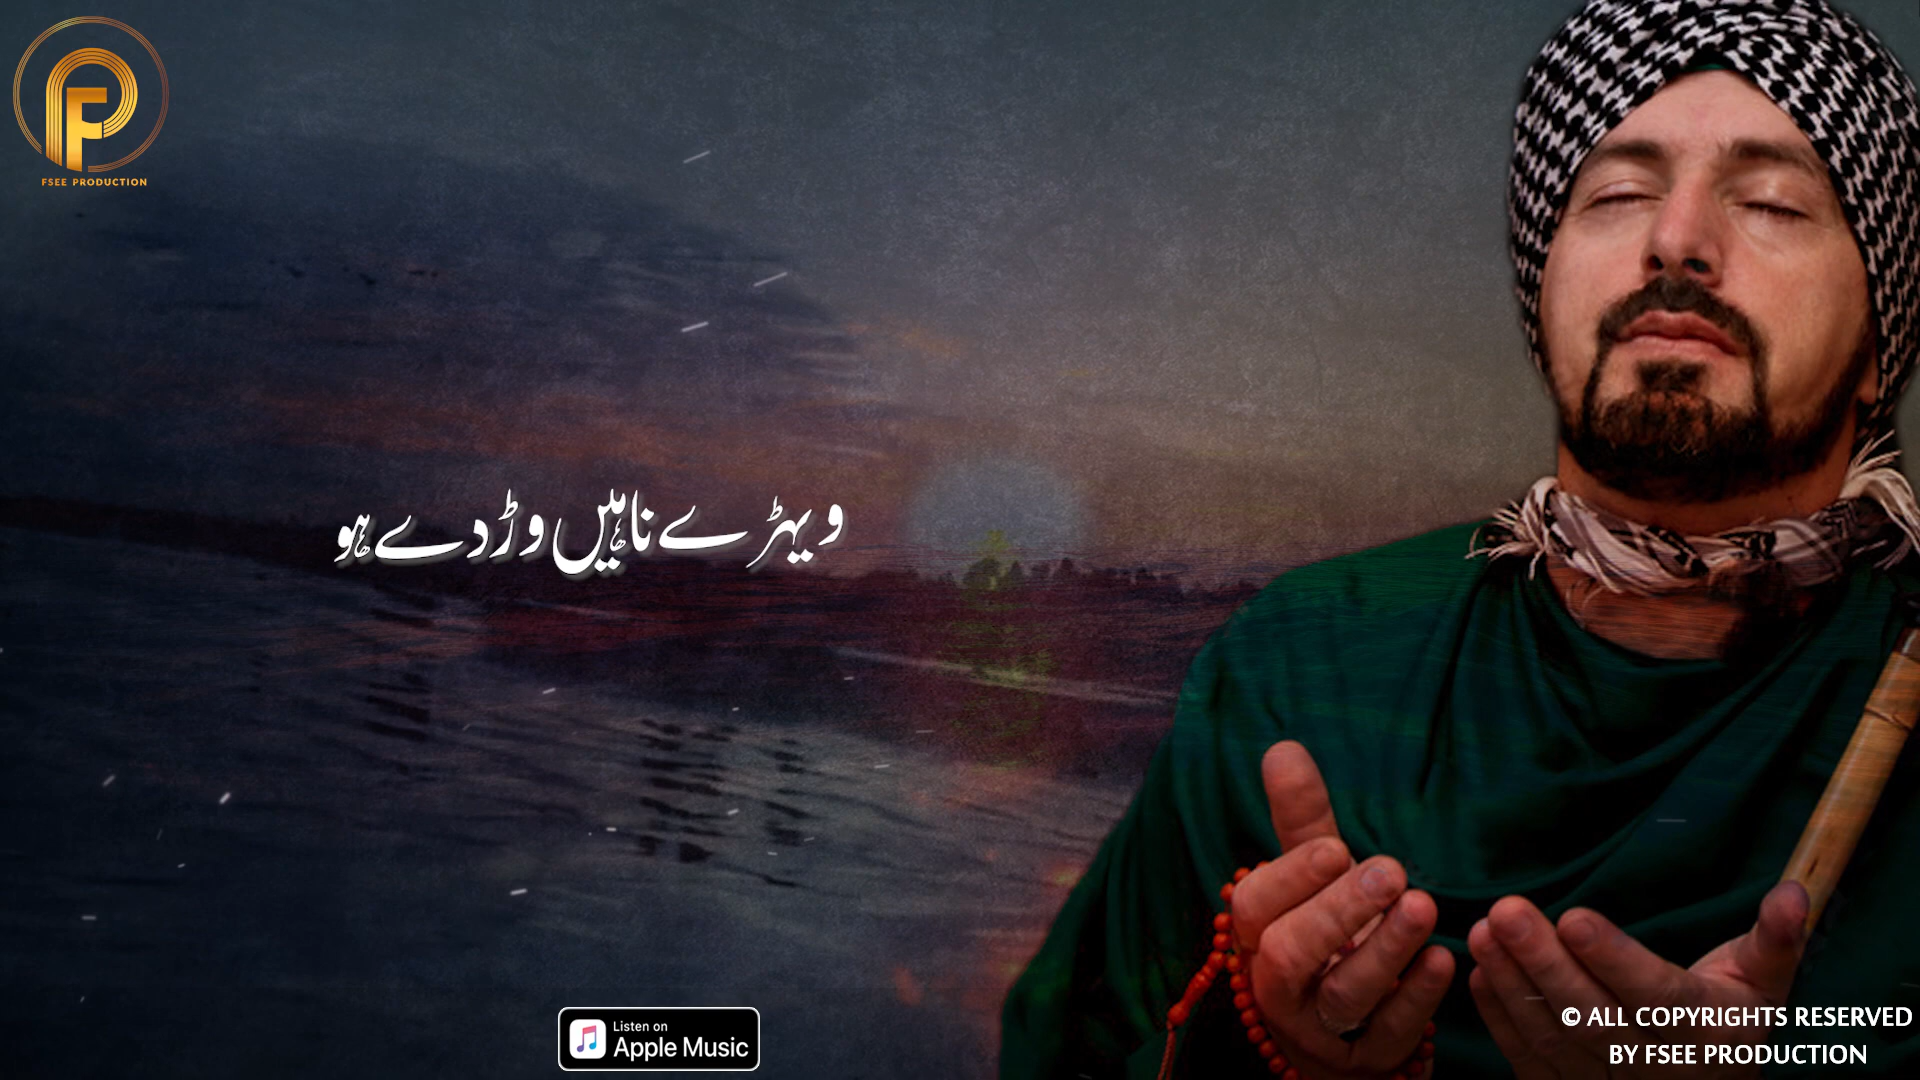 FSEE PRODUCTION
ویہڑے ناہیں وڑدے ہو
Listen on
Apple Music
© ALL COPYRIGHTS RESERVED
BY FSEE PRODUCTION